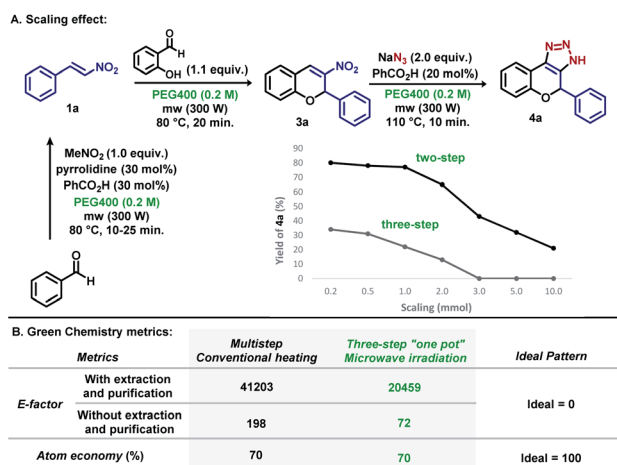 A. Scaling effect:
H
O
OH
(1.1 equiv.)
PEG400 (0.2 M)
mw (300 W)
80 °C, 20 min.
NO₂
1a
NO₂
O
3a
NaN₃ (2.0 equiv.)
PhCO₂H (20 mol%)
PEG400 (0.2 M)
mw (300 W)
110 °C, 10 min.
N=N
NH
O
4a
MeNO₂ (1.0 equiv.)
pyrrolidine (30 mol%)
PhCO₂H (30 mol%)
PEG400 (0.2 M)
mw (300 W)
80 °C, 10-25 min.
O
H
Yield of 4a (%)
90
80
70
60
50
40
30
20
10
0
two-step
three-step
0.2 0.5 1.0 2.0 3.0 5.0 10.0
Scaling (mmol)
B. Green Chemistry metrics:
Metrics
Multistep
Conventional heating
Three-step "one pot"
Microwave irradiation
Ideal Pattern
E-factor
With extraction
and purification
41203
20459
Without extraction
and purification
198
72
Ideal = 0
Atom economy (%)
70
70
Ideal = 100